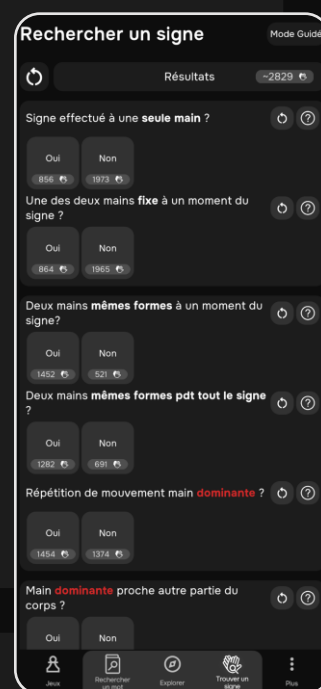 Rechercher un signe
Mode Guidé
Résultats
~2829
Signe effectué à une seule main ?
Oui
Non
856
1973
Une des deux mains fixe à un moment du
signe ?
Oui
Non
864
1965
Deux mains mêmes formes à un moment du
signe?
Oui
Non
1452
521
Deux mains mêmes formes pdt tout le signe
?
Oui
Non
1282
691
Répétition de mouvement main dominante ?
Oui
Non
1454
1374
Main dominante proche autre partie du
corps ?
Oui
Non
Jeux
Rechercher
un mot
Explorer
Trouver un
signe
Plus